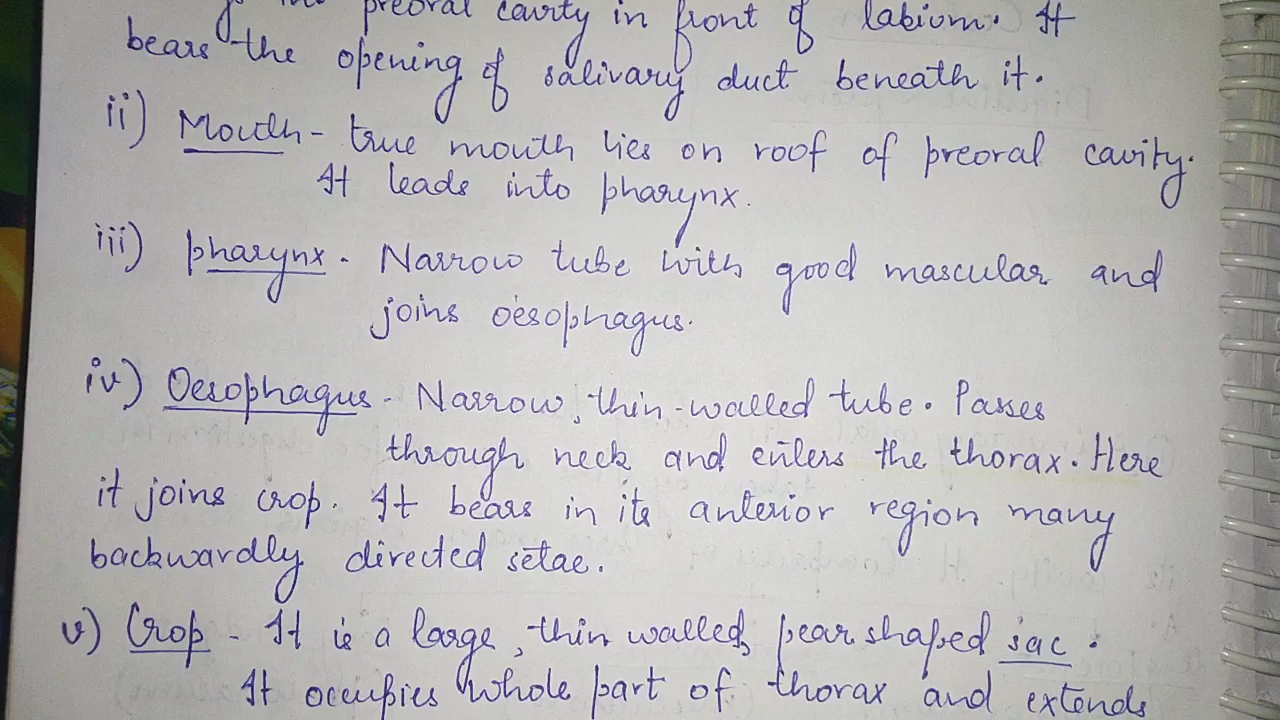 preoral cavity in front of labium. It
bears the opening of salivary duct beneath it.
ii) Mouth - true mouth lies on roof of preoral cavity.
It leads into pharynx.
iii) pharynx. Narrow tube with good mascular and
joins oesophagus.
iv) Oesophagus - Narrow, thin-walled tube. Passes
through neck and enters the thorax. Here
it joins crop. It bears in its anterior region many
backwardly directed setae.
v) Crop - It is a large, thin walled, pear shaped sac.
It occupies whole part of thorax and extends